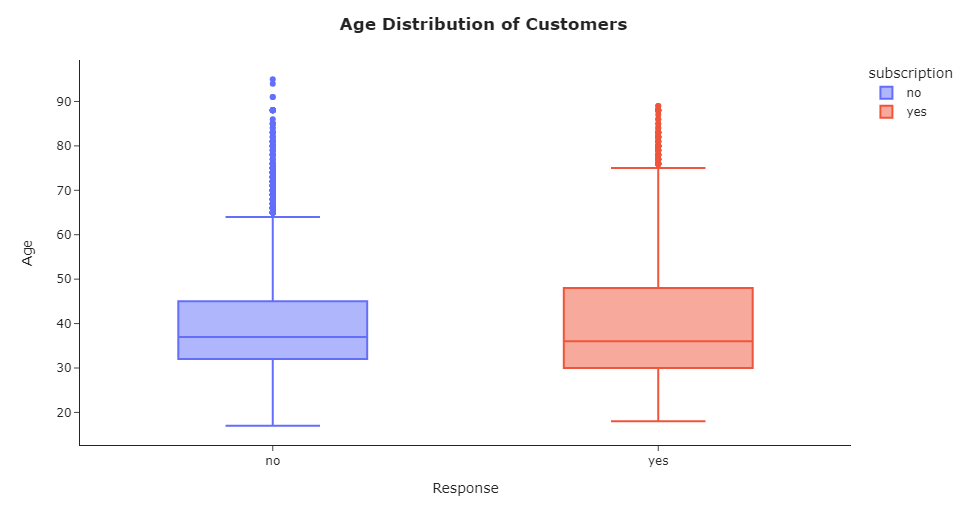 Age Distribution of Customers
subscription
no
yes
90
80
70
60
50
40
30
20
Age
no
yes
Response